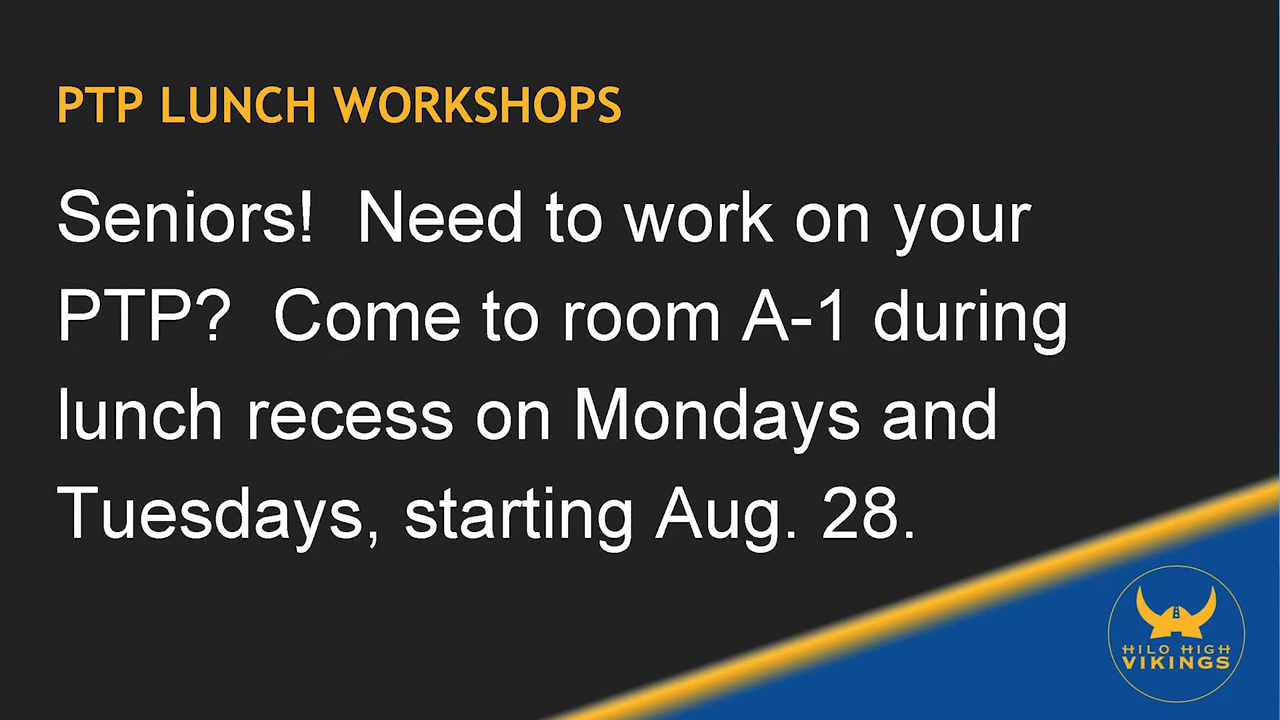 PTP LUNCH WORKSHOPS
Seniors!  Need to work on your
PTP?  Come to room A-1 during
lunch recess on Mondays and
Tuesdays, starting Aug. 28.
HILO HIGH
VIKINGS